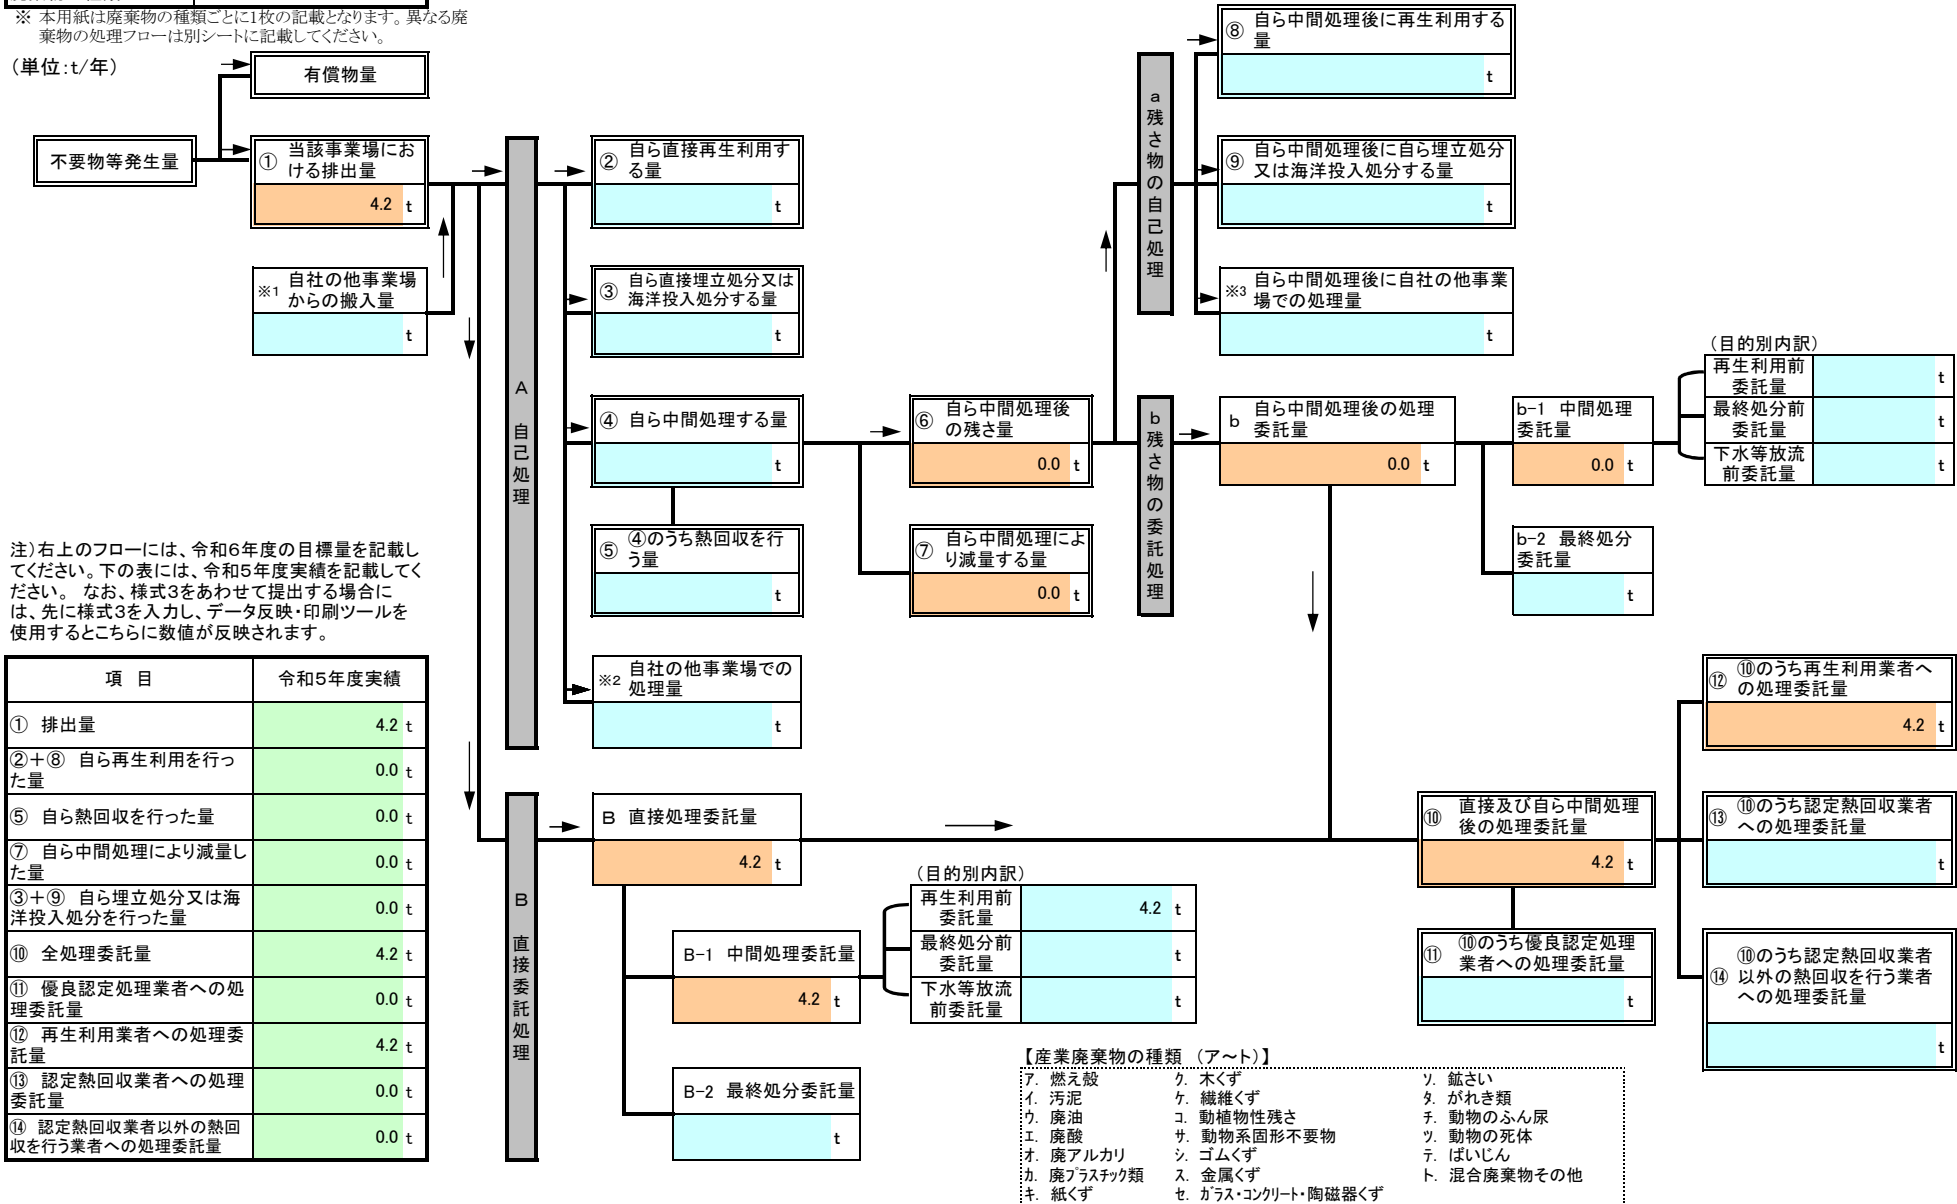 ※ 本用紙は廃棄物の種類ごとに1枚の記載となります。異なる廃
棄物の処理フローは別シートに記載してください。
（単位：t/年）
有償物量
不要物等発生量
① 当該事業場にお
ける排出量
4.2 t
※1 自社の他事業場
からの搬入量
t
A 自己処理
② 自ら直接再生利用す
る量
t
③ 自ら直接埋立処分又は
海洋投入処分する量
t
④ 自ら中間処理する量
t
⑤ ④のうち熱回収を行
う量
t
※2 自社の他事業場での
処理量
t
⑥ 自ら中間処理後
の残さ量
0.0 t
⑦ 自ら中間処理によ
り減量する量
0.0 t
a 残さ物の自己処理
⑧ 自ら中間処理後に再生利用する
量
t
⑨ 自ら中間処理後に自ら埋立処分
又は海洋投入処分する量
t
※3 自ら中間処理後に自社の他事業
場での処理量
t
b 残さ物の委託処理
b 自ら中間処理後の処理
委託量
0.0 t
b-1 中間処理
委託量
0.0 t
（目的別内訳）
再生利用前
委託量
t
最終処分前
委託量
t
下水等放流
前委託量
t
b-2 最終処分
委託量
t
注）右上のフローには、令和6年度の目標量を記載し
てください。下の表には、令和5年度実績を記載してく
ださい。 なお、様式3をあわせて提出する場合に
は、先に様式3を入力し、データ反映・印刷ツールを
使用するとこちらに数値が反映されます。
項 目 令和5年度実績
① 排出量 4.2 t
②＋⑧ 自ら再生利用を行っ
た量 0.0 t
⑤ 自ら熱回収を行った量 0.0 t
⑦ 自ら中間処理により減量し
た量 0.0 t
③＋⑨ 自ら埋立処分又は海
洋投入処分を行った量 0.0 t
⑩ 全処理委託量 4.2 t
⑪ 優良認定処理業者への処
理委託量 0.0 t
⑫ 再生利用業者への処理委
託量 4.2 t
⑬ 認定熱回収業者への処理
委託量 0.0 t
⑭ 認定熱回収業者以外の熱回
収を行う業者への処理委託量 0.0 t
B 直接委託処理
B 直接処理委託量
4.2 t
B-1 中間処理委託量
4.2 t
B-2 最終処分委託量
t
（目的別内訳）
再生利用前
委託量
4.2 t
最終処分前
委託量
t
下水等放流
前委託量
t
⑩ 直接及び自ら中間処理
後の処理委託量
4.2 t
⑪ ⑩のうち優良認定処理
業者への処理委託量
t
⑫ ⑩のうち再生利用業者へ
の処理委託量
4.2 t
⑬ ⑩のうち認定熱回収業者
への処理委託量
t
⑭ ⑩のうち認定熱回収業者
以外の熱回収を行う業者
への処理委託量
t
【産業廃棄物の種類 （ア～ト）】
ア. 燃え殻 ク. 木くず ソ. 鉱さい
イ. 汚泥 ケ. 繊維くず タ. がれき類
ウ. 廃油 コ. 動植物性残さ チ. 動物のふん尿
エ. 廃酸 サ. 動物系固形不要物 ツ. 動物の死体
オ. 廃アルカリ シ. ゴムくず テ. ばいじん
カ. 廃プラスチック類 ス. 金属くず ト. 混合廃棄物その他
キ. 紙くず セ. ガラス・コンクリート・陶磁器くず